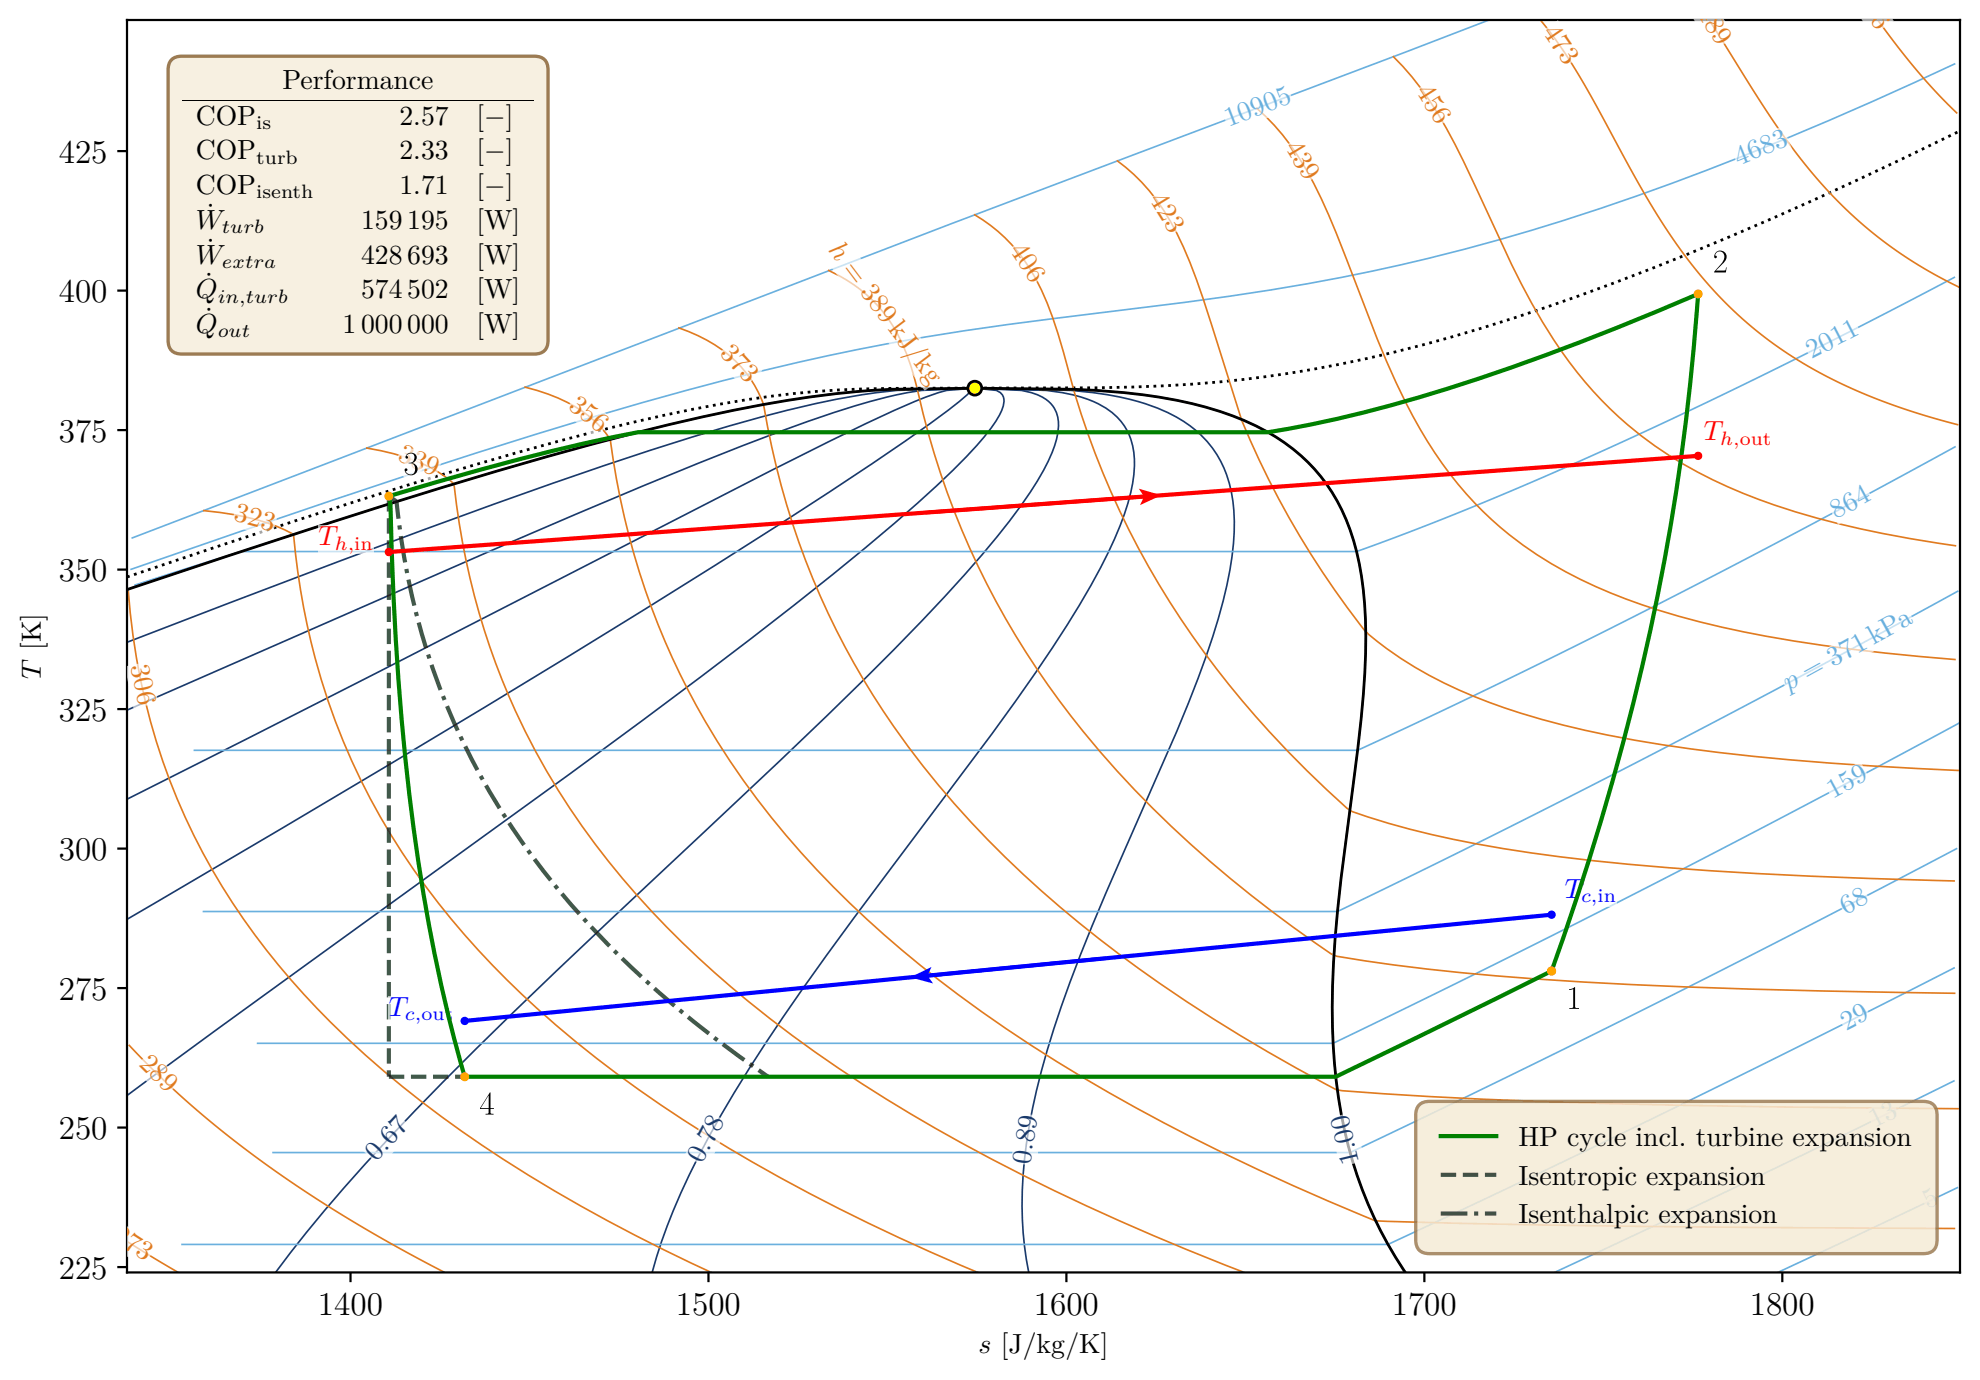 Performance
COP_is 2.57 [−]
COP_turb 2.33 [−]
COP_isenth 1.71 [−]
Ẇ_turb 159 195 [W]
Ẇ_extra 428 693 [W]
Q̇_in,turb 574 502 [W]
Q̇_out 1 000 000 [W]
T [K]
425
400
375
350
325
300
275
250
225
1400
1500
1600
1700
1800
s [J/kg/K]
10905
4683
2011
864
p = 371 kPa
159
68
29
13
5
473
456
439
423
406
h = 389 kJ/kg
373
356
339
323
306
289
0.67
0.78
0.89
1.00
1
2
3
4
T_h,out
T_h,in
T_c,in
T_c,out
HP cycle incl. turbine expansion
Isentropic expansion
Isenthalpic expansion